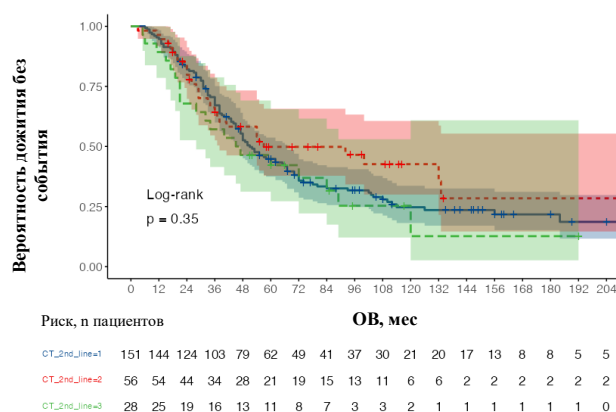 Вероятность дожития без
события
1.00
0.75
0.50
0.25
0.00
Log-rank
p = 0.35
0 12 24 36 48 60 72 84 96 108 120 132 144 156 168 180 192 204
Риск, n пациентов
ОВ, мес
CT_2nd_line=1 151 144 124 103 79 62 49 41 37 30 21 20 17 13 8 8 5 5
CT_2nd_line=2 56 54 44 34 28 21 19 15 13 11 6 6 2 2 2 2 2 2
CT_2nd_line=3 28 25 19 16 13 11 8 7 3 3 2 1 1 1 1 1 1 0